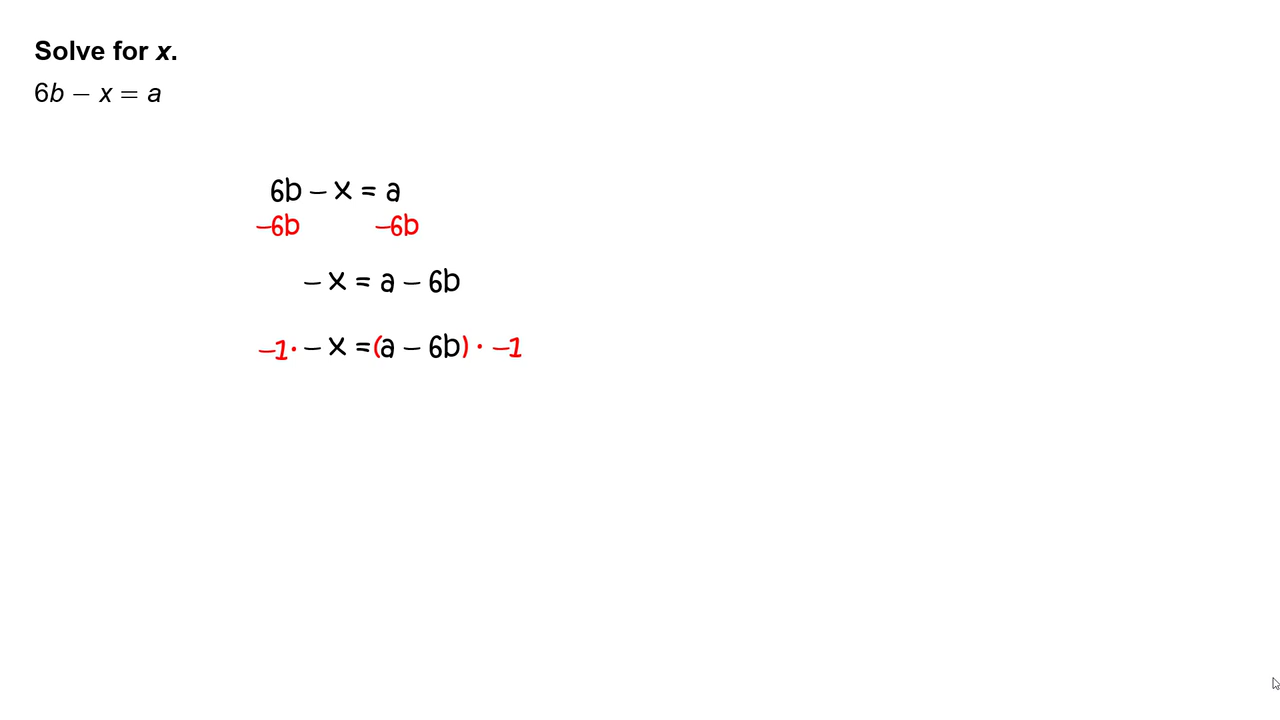 Solve for x.
6b − x = a
6b − x = a
−6b −6b
− x = a − 6b
−1 · − x = (a − 6b) · −1